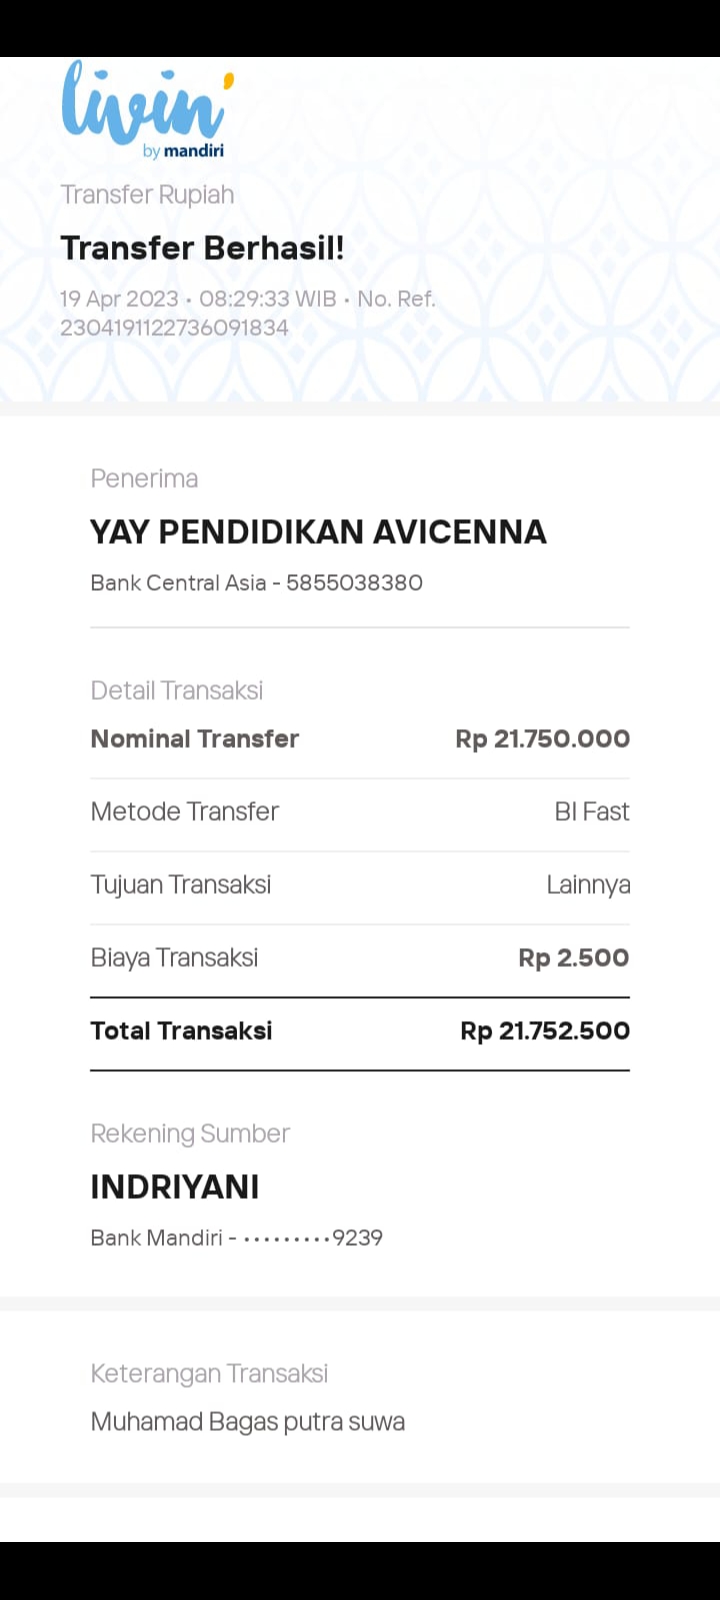 livin'
by mandiri
Transfer Rupiah
Transfer Berhasil!
19 Apr 2023 • 08:29:33 WIB • No. Ref.
2304191122736091834
Penerima
YAY PENDIDIKAN AVICENNA
Bank Central Asia - 5855038380
Detail Transaksi
Nominal Transfer Rp 21.750.000
Metode Transfer BI Fast
Tujuan Transaksi Lainnya
Biaya Transaksi Rp 2.500
Total Transaksi Rp 21.752.500
Rekening Sumber
INDRIYANI
Bank Mandiri - •••••••••9239
Keterangan Transaksi
Muhamad Bagas putra suwa